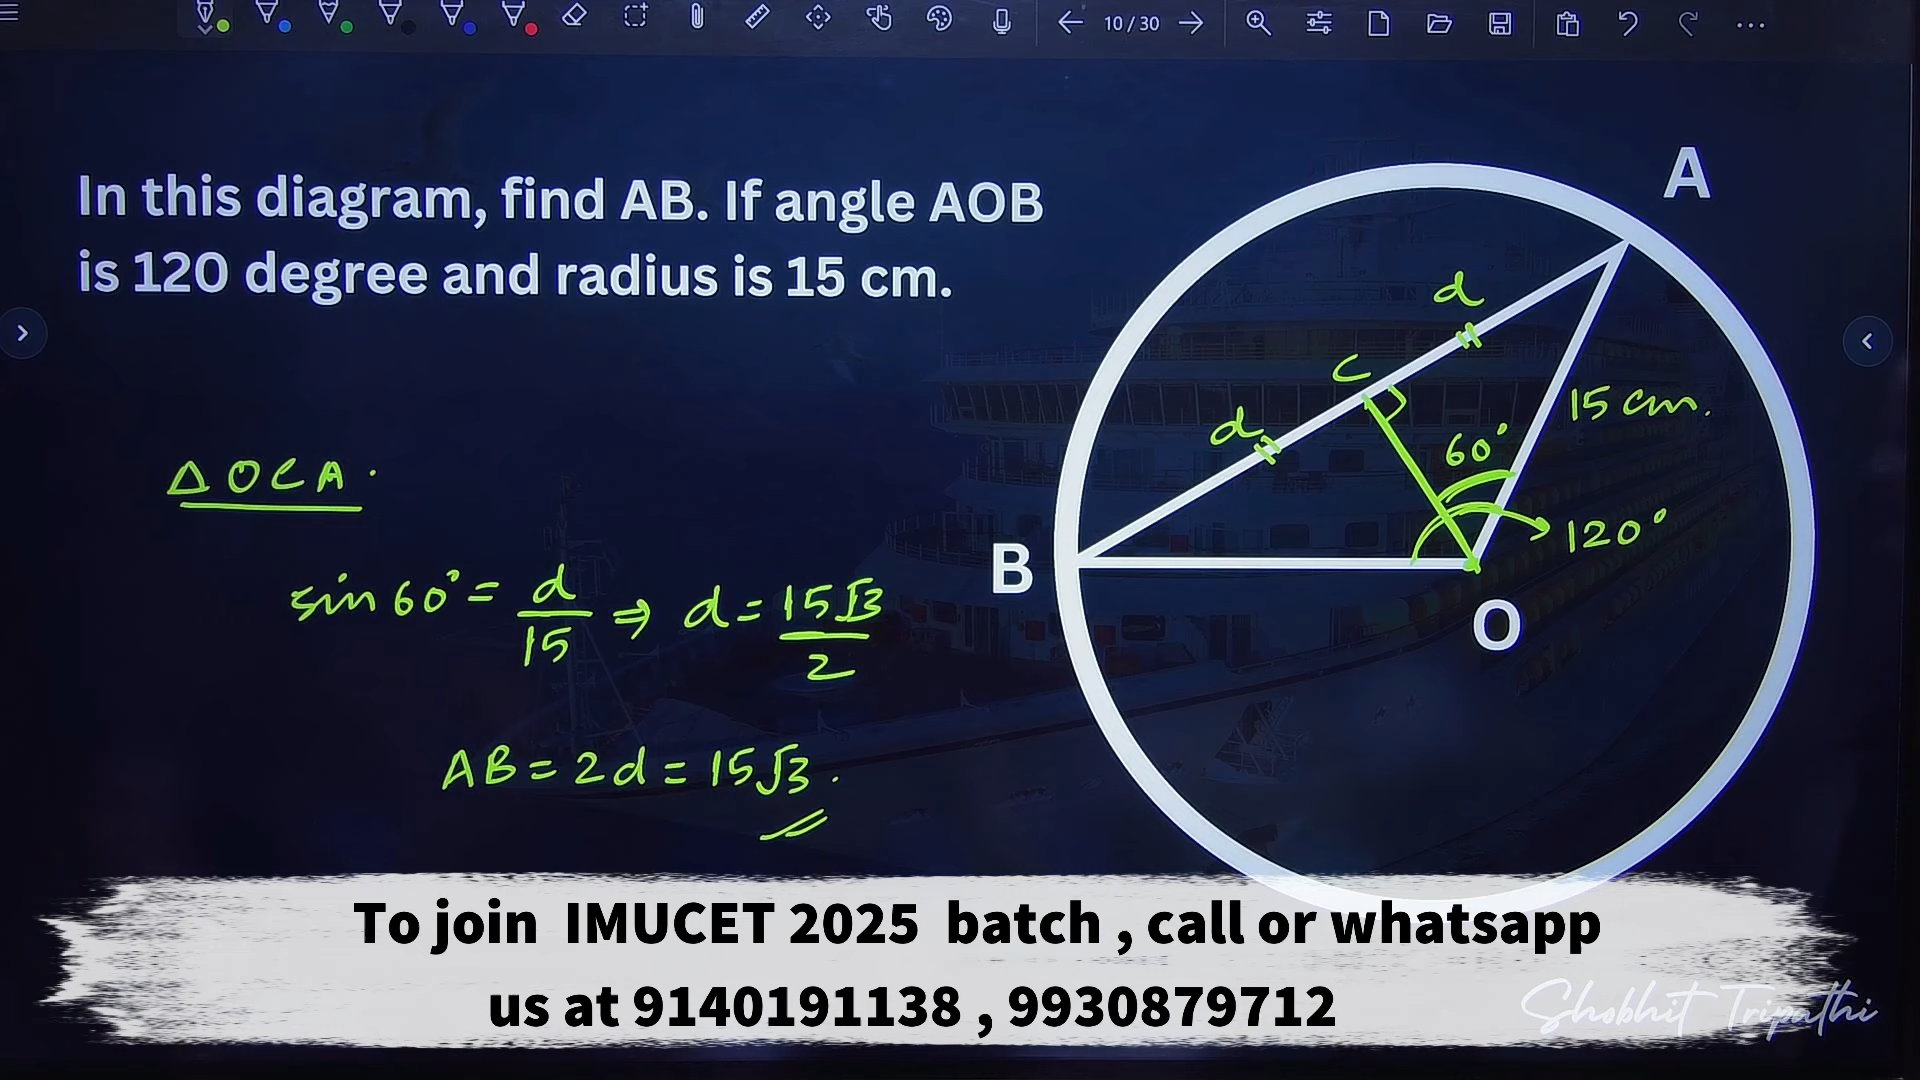 10 / 30
In this diagram, find AB. If angle AOB
is 120 degree and radius is 15 cm.
A
d
C
d
15 cm.
60°
120°
B
O
△ OCA.
sin 60° = d/15 ⇒ d = 15√3/2
AB = 2d = 15√3.
To join IMUCET 2025 batch , call or whatsapp
us at 9140191138 , 9930879712
Shobhit Tripathi